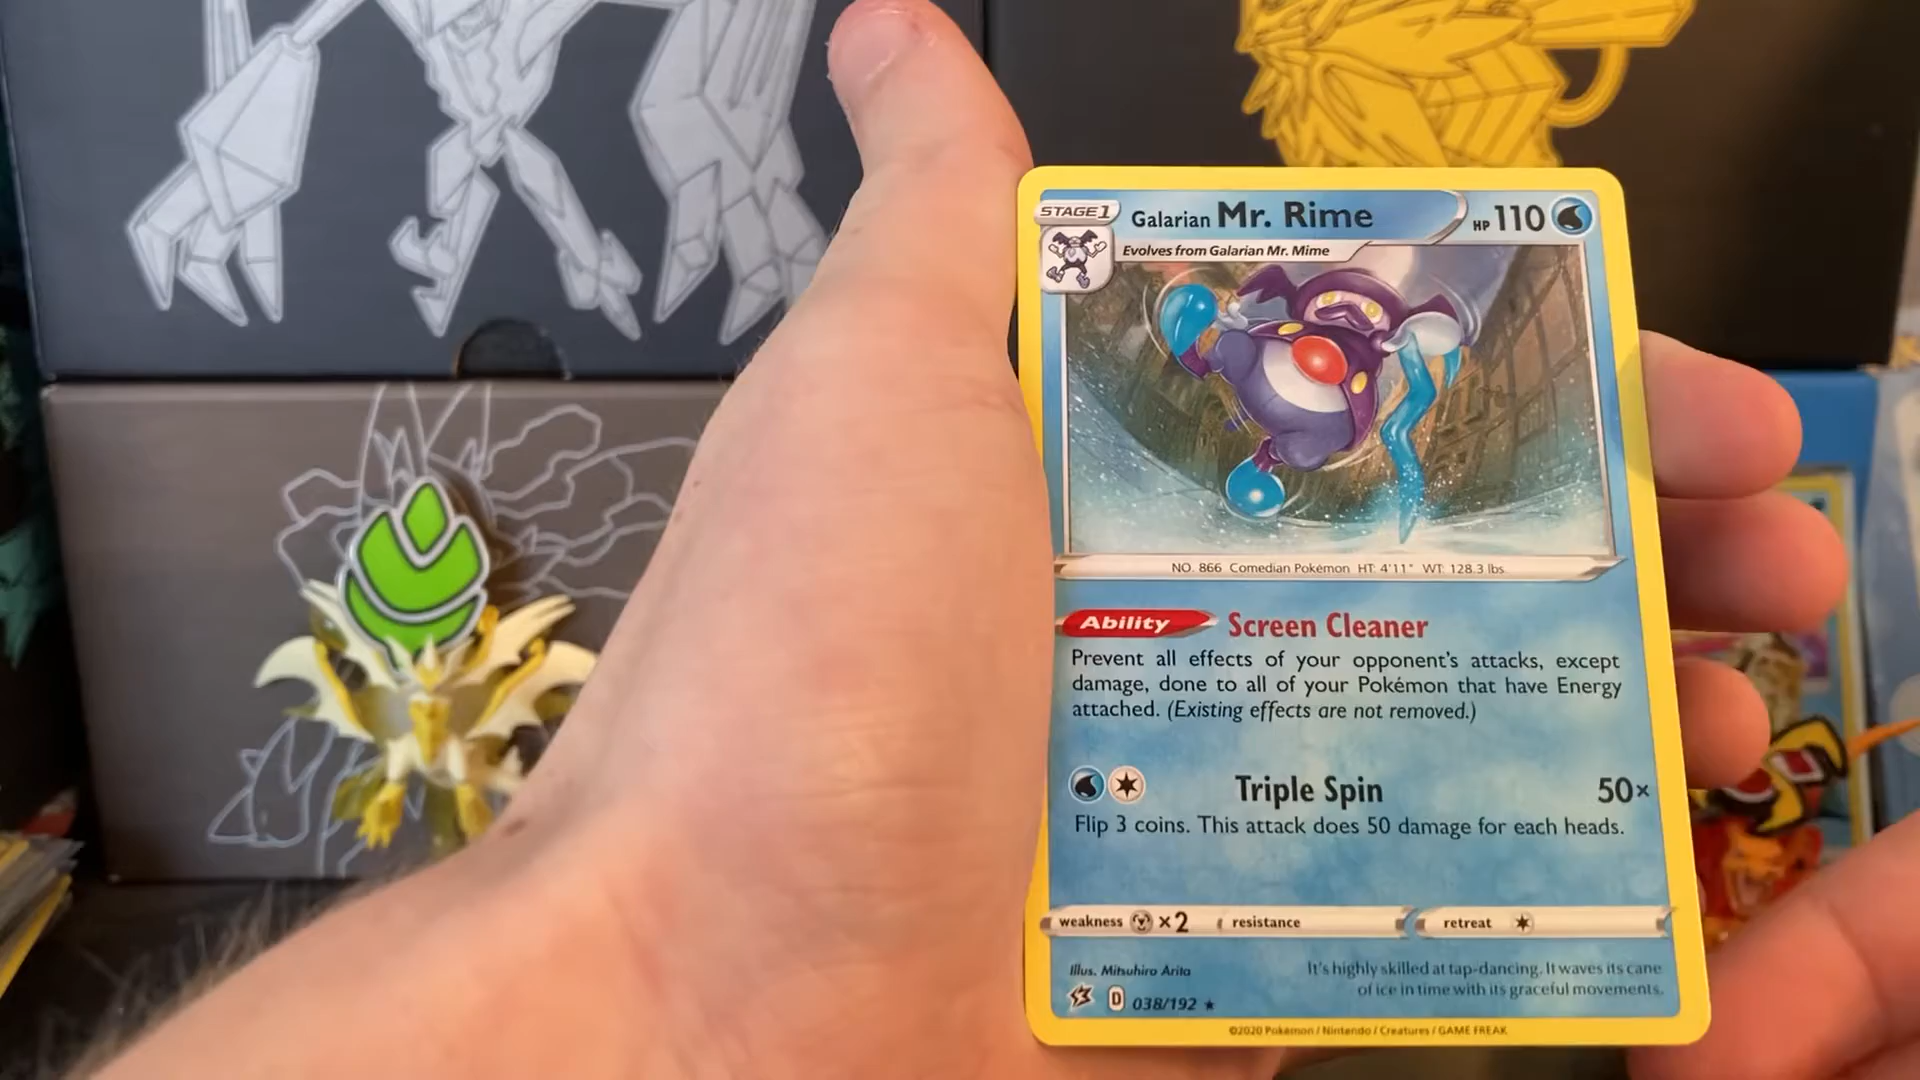 STAGE 1
Galarian Mr. Rime
HP 110
Evolves from Galarian Mr. Mime
NO. 866 Comedian Pokémon HT: 4'11" WT: 128.3 lbs.
Ability Screen Cleaner
Prevent all effects of your opponent's attacks, except
damage, done to all of your Pokémon that have Energy
attached. (Existing effects are not removed.)
Triple Spin 50×
Flip 3 coins. This attack does 50 damage for each heads.
weakness ×2 resistance retreat
Illus. Mitsuhiro Arita
It's highly skilled at tap-dancing. It waves its cane
of ice in time with its graceful movements.
D 038/192 ★
©2020 Pokémon / Nintendo / Creatures / GAME FREAK